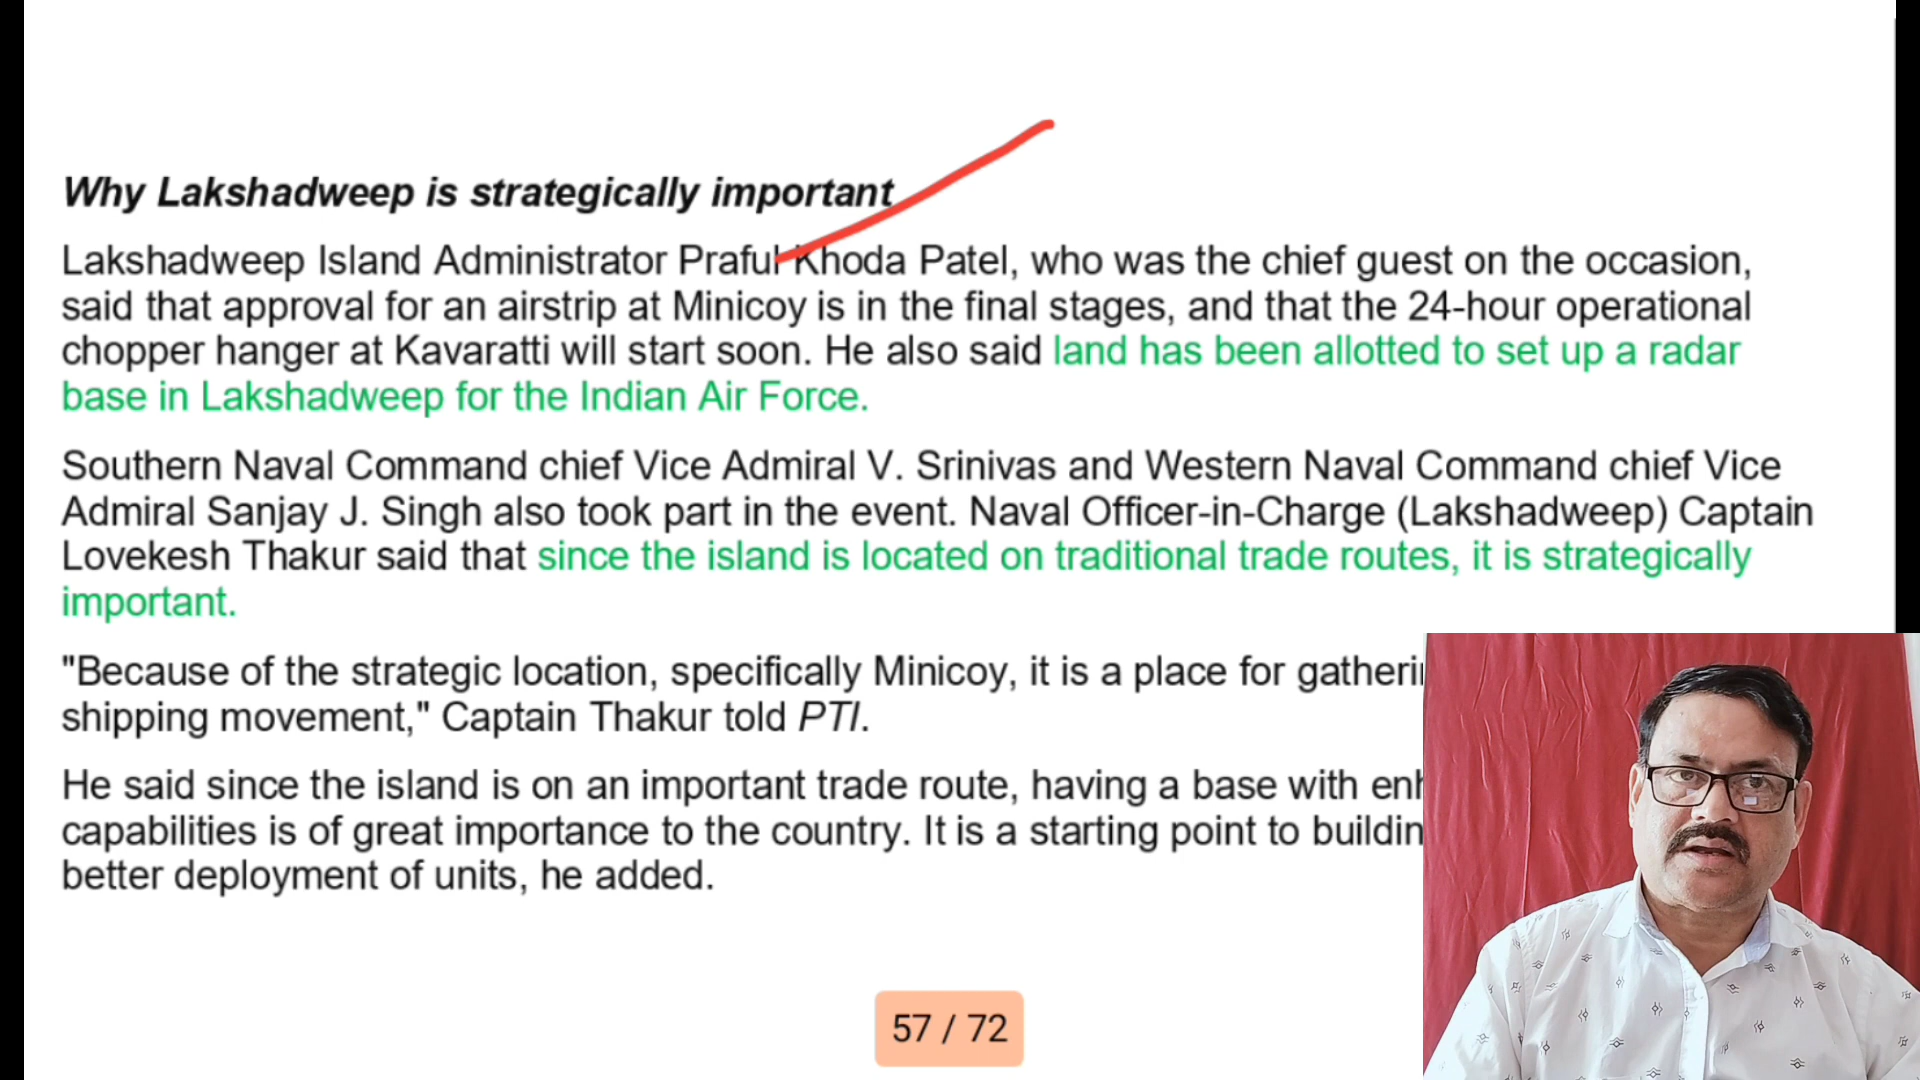 Why Lakshadweep is strategically important
Lakshadweep Island Administrator Praful Khoda Patel, who was the chief guest on the occasion,
said that approval for an airstrip at Minicoy is in the final stages, and that the 24-hour operational
chopper hanger at Kavaratti will start soon. He also said land has been allotted to set up a radar
base in Lakshadweep for the Indian Air Force.
Southern Naval Command chief Vice Admiral V. Srinivas and Western Naval Command chief Vice
Admiral Sanjay J. Singh also took part in the event. Naval Officer-in-Charge (Lakshadweep) Captain
Lovekesh Thakur said that since the island is located on traditional trade routes, it is strategically
important.
"Because of the strategic location, specifically Minicoy, it is a place for
shipping movement," Captain Thakur told PTI.
He said since the island is on an important trade route, having a base with
capabilities is of great importance to the country. It is a starting point to
better deployment of units, he added.
57 / 72